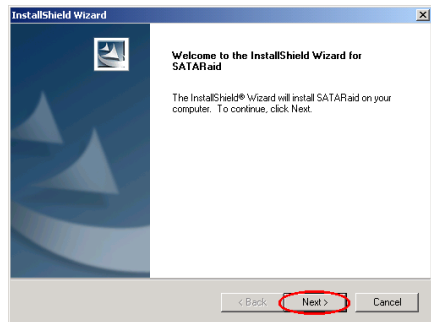 InstallShield Wizard
Welcome to the InstallShield Wizard for
SATARaid
The InstallShield® Wizard will install SATARaid on your
computer. To continue, click Next.
< Back
Next >
Cancel